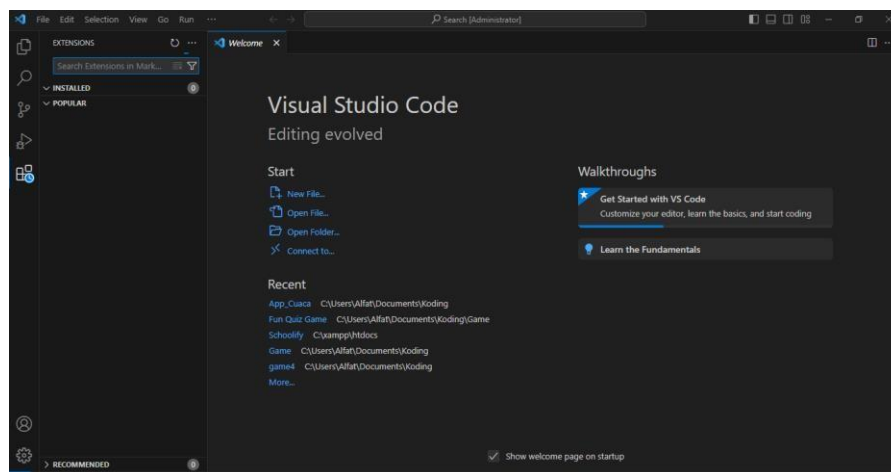 File Edit Selection View Go Run ...
Search [Administrator]
EXTENSIONS
Search Extensions in Mark...
INSTALLED 0
POPULAR
RECOMMENDED 0
Welcome
Visual Studio Code
Editing evolved
Start
New File...
Open File...
Open Folder...
Connect to...
Recent
App_Cuaca C:\Users\Alfat\Documents\Koding
Fun Quiz Game C:\Users\Alfat\Documents\Koding\Game
Schoolify C:\xampp\htdocs
Game C:\Users\Alfat\Documents\Koding
game4 C:\Users\Alfat\Documents\Koding
More...
Walkthroughs
Get Started with VS Code
Customize your editor, learn the basics, and start coding
Learn the Fundamentals
Show welcome page on startup